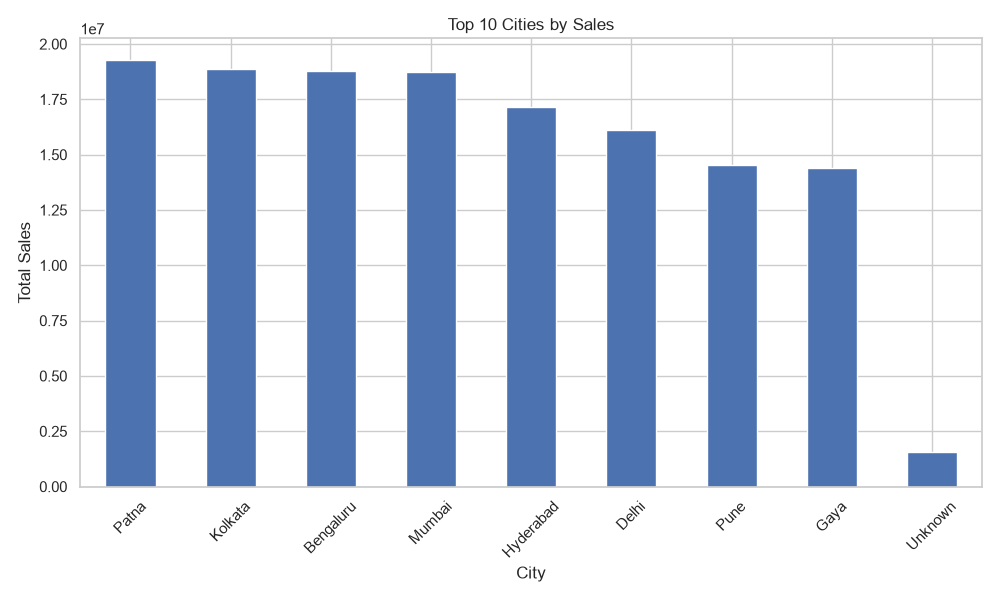 Top 10 Cities by Sales
1e7
2.00
1.75
1.50
1.25
1.00
0.75
0.50
0.25
0.00
Total Sales
Patna
Kolkata
Bengaluru
Mumbai
Hyderabad
Delhi
Pune
Gaya
Unknown
City